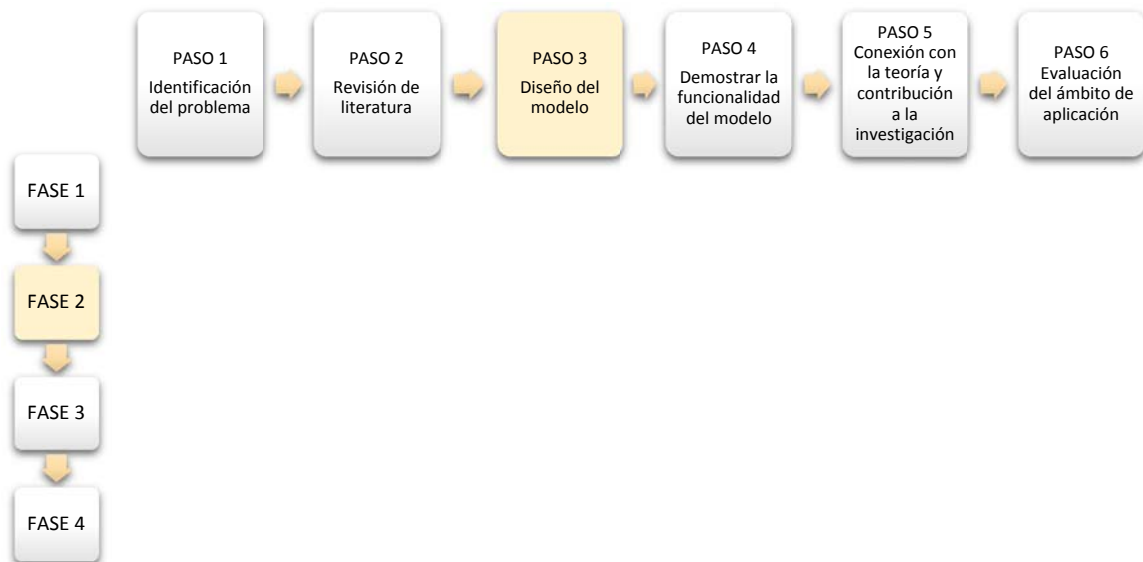 PASO 1
Identificación
del problema
PASO 2
Revisión de
literatura
PASO 3
Diseño del
modelo
PASO 4
Demostrar la
funcionalidad
del modelo
PASO 5
Conexión con
la teoría y
contribución
a la
investigación
PASO 6
Evaluación
del ámbito de
aplicación
FASE 1
FASE 2
FASE 3
FASE 4